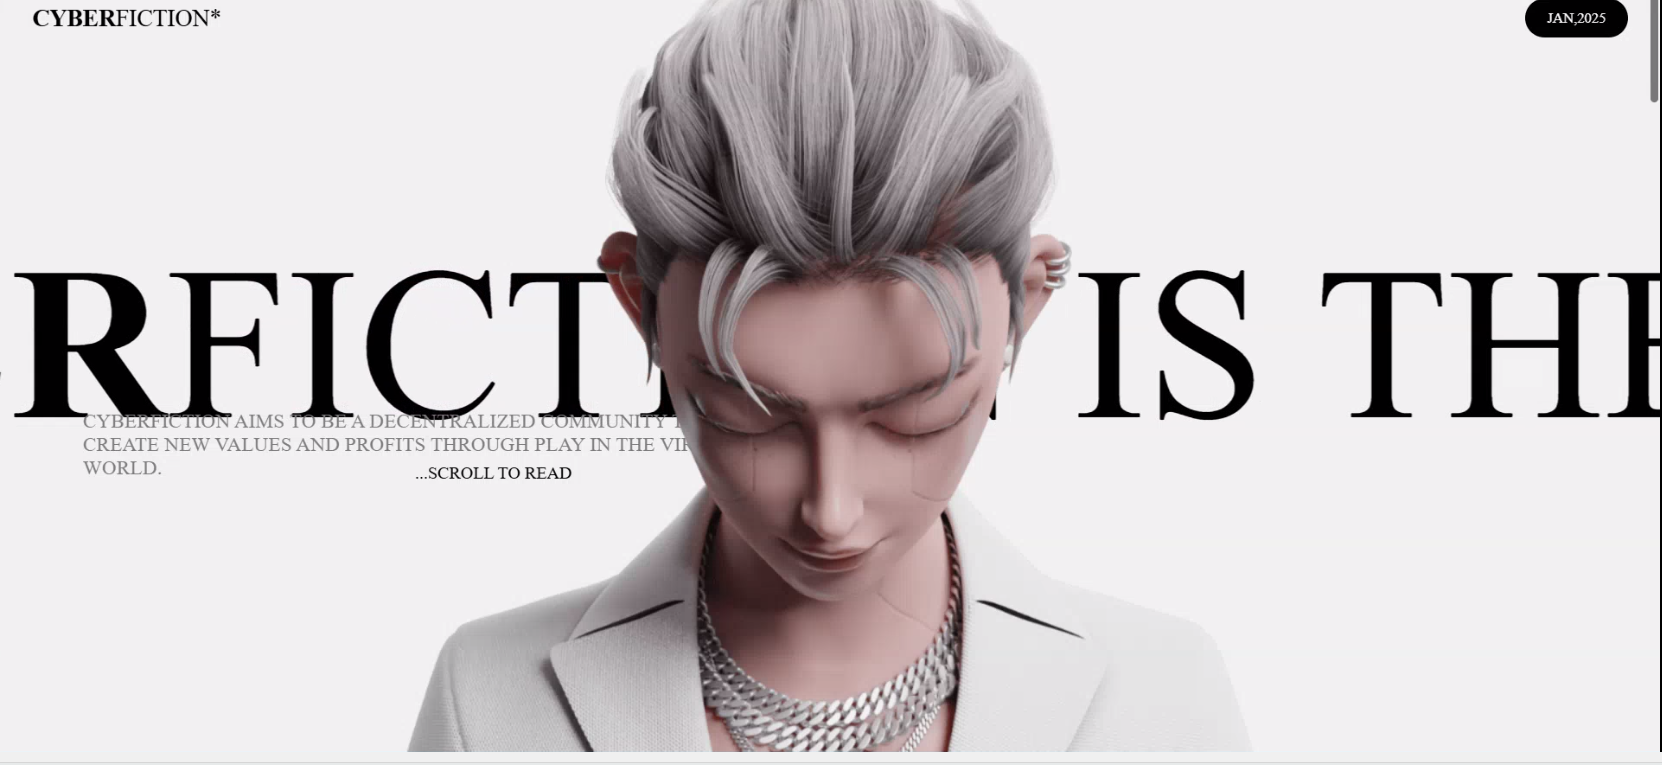 CYBERFICTION*
JAN,2025
RFICT IS THE
CYBERFICTION AIMS TO BE A DECENTRALIZED COMMUNITY
CREATE NEW VALUES AND PROFITS THROUGH PLAY IN THE
WORLD.
...SCROLL TO READ